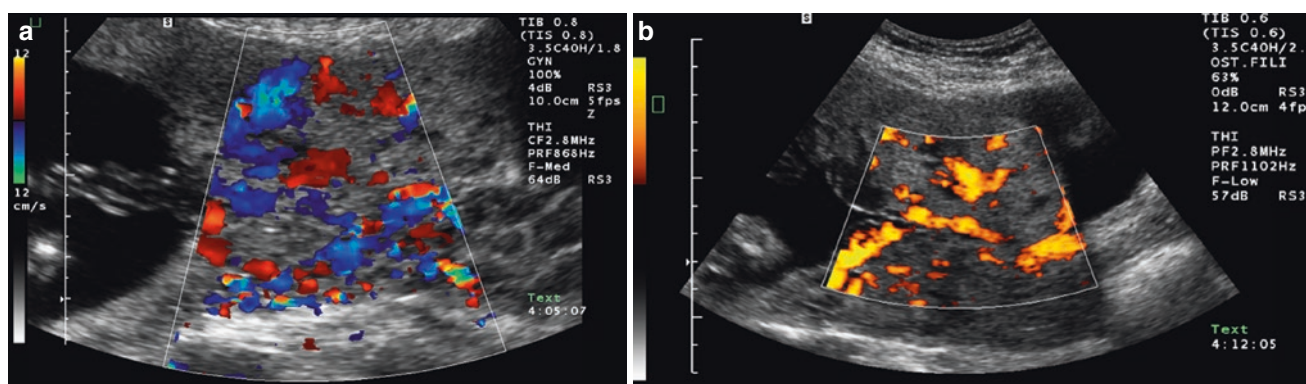 a
S
12
12
cm/s
TIB 0.8
(TIS 0.8)
3.5C40H/1.8
GYN
100%
4dB RS3
10.0cm 5fps
Z
THI
CF2.8MHz
PRF868Hz
F-Med
64dB RS3
Text
4:05:07
b
S
TIB 0.6
(TIS 0.6)
3.5C40H/2.
OST.FILI
63%
0dB RS3
12.0cm 4fp
THI
PF2.8MHz
PRF1102Hz
F-Low
57dB RS3
Text
4:12:05